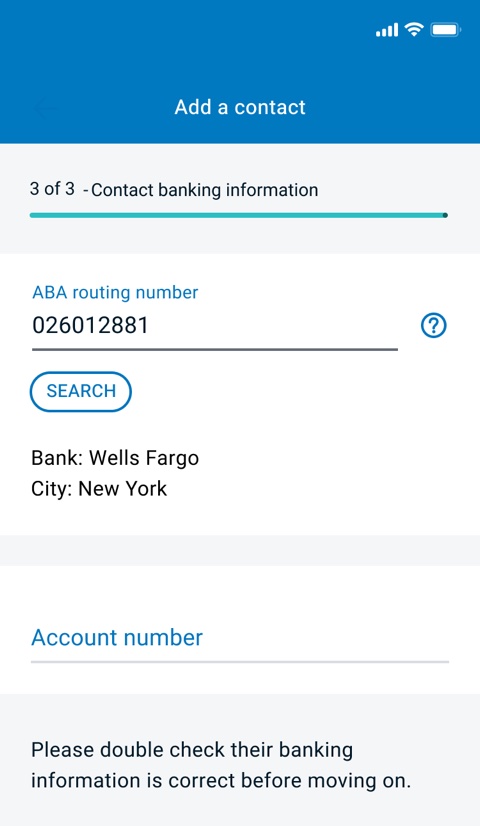 Add a contact
3 of 3 - Contact banking information
ABA routing number
026012881
SEARCH
Bank: Wells Fargo
City: New York
Account number
Please double check their banking
information is correct before moving on.